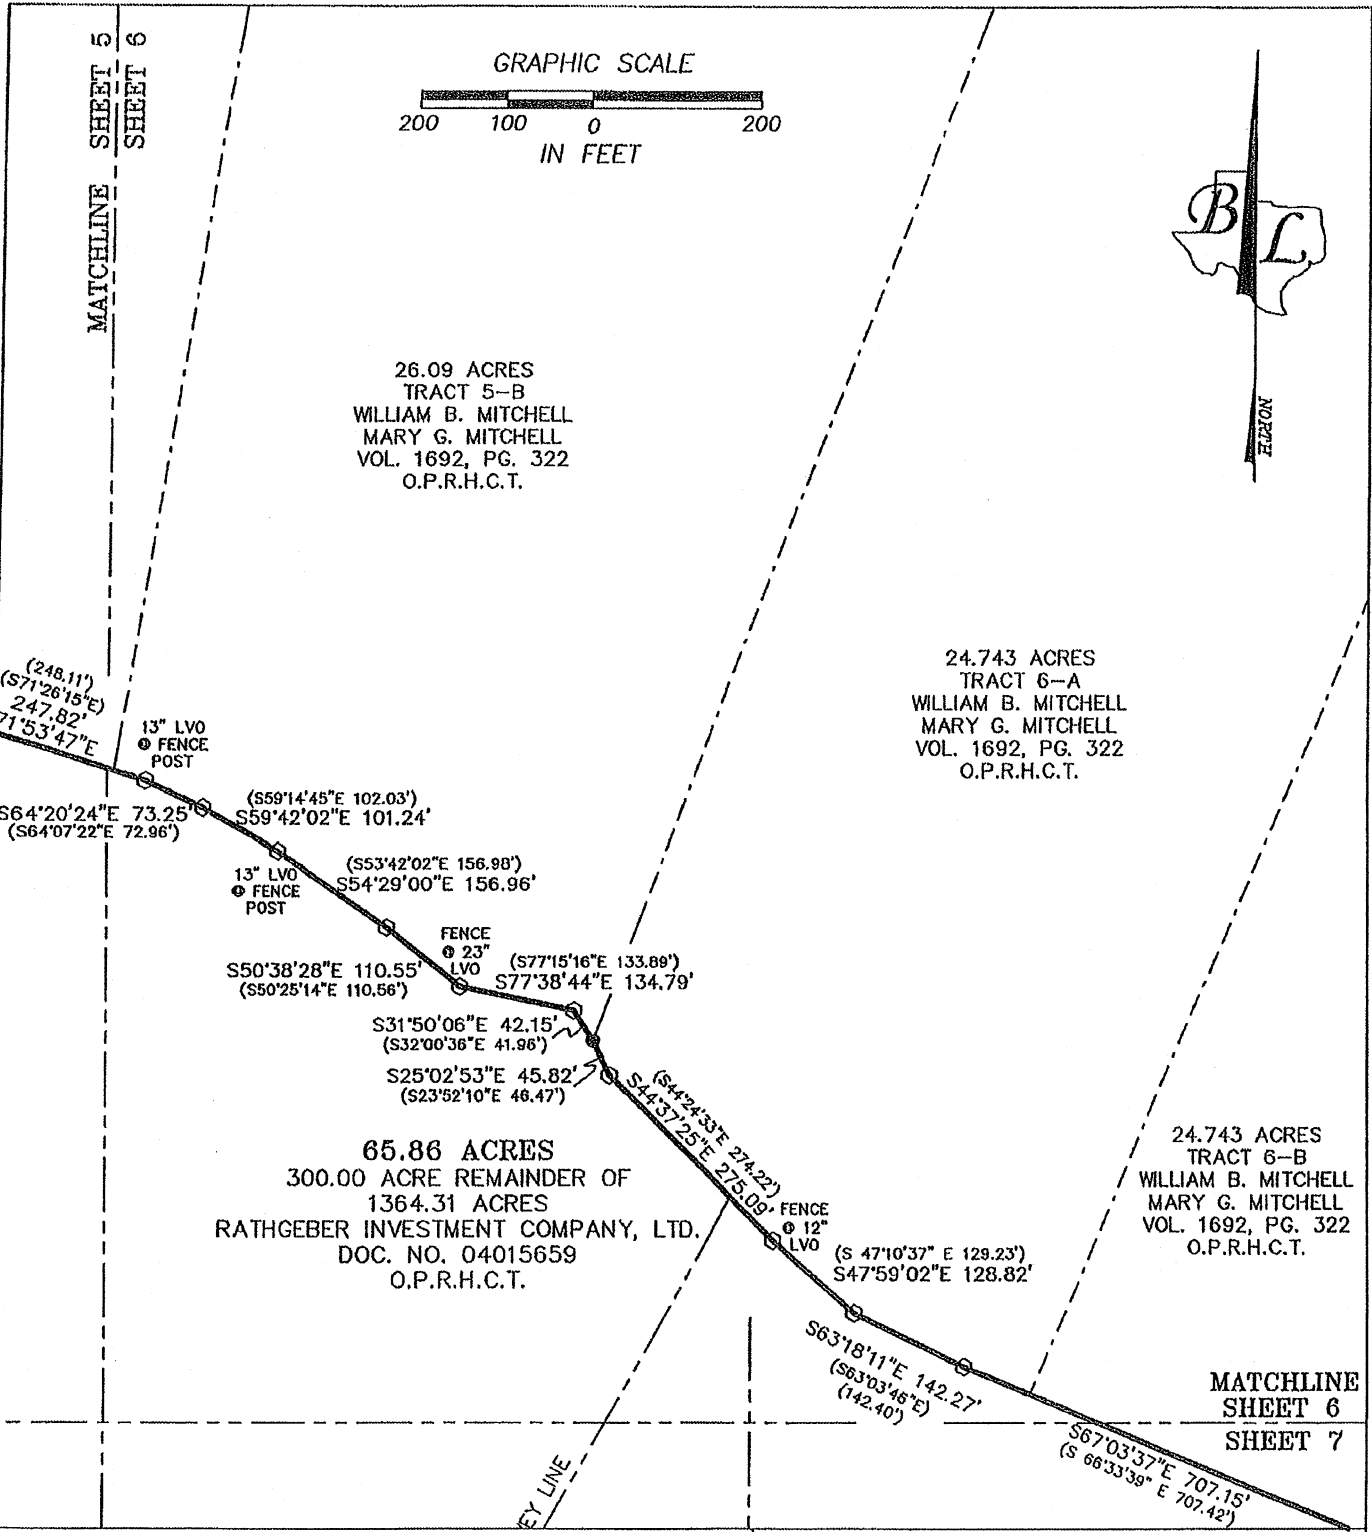 MATCHLINE SHEET 5
SHEET 6
GRAPHIC SCALE
200 100 0 200
IN FEET
B L
NORTH
26.09 ACRES
TRACT 5-B
WILLIAM B. MITCHELL
MARY G. MITCHELL
VOL. 1692, PG. 322
O.P.R.H.C.T.
24.743 ACRES
TRACT 6-A
WILLIAM B. MITCHELL
MARY G. MITCHELL
VOL. 1692, PG. 322
O.P.R.H.C.T.
(248.11')
(S71°26'15"E)
247.82'
71°53'47"E
13" LVO
FENCE
POST
S64°20'24"E 73.25'
(S64°07'22"E 72.96')
(S59°14'45"E 102.03')
S59°42'02"E 101.24'
13" LVO
FENCE
POST
(S53°42'02"E 156.98')
S54°29'00"E 156.96'
FENCE
23"
LVO
S50°38'28"E 110.55'
(S50°25'14"E 110.56')
(S77°15'16"E 133.89')
S77°38'44"E 134.79'
S31°50'06"E 42.15'
(S32°00'36"E 41.96')
S25°02'53"E 45.82'
(S23°52'10"E 46.47')
(S44°24'33"E 274.22')
S44°37'25"E 275.09'
65.86 ACRES
300.00 ACRE REMAINDER OF
1364.31 ACRES
RATHGEBER INVESTMENT COMPANY, LTD.
DOC. NO. 04015659
O.P.R.H.C.T.
FENCE
12"
LVO
(S 47°10'37" E 129.23')
S47°59'02"E 128.82'
24.743 ACRES
TRACT 6-B
WILLIAM B. MITCHELL
MARY G. MITCHELL
VOL. 1692, PG. 322
O.P.R.H.C.T.
S63°18'11"E 142.27'
(S63°03'46"E)
(142.40')
MATCHLINE
SHEET 6
SHEET 7
S67°03'37"E 707.15'
(S 66°33'39" E 707.42')
EY LINE